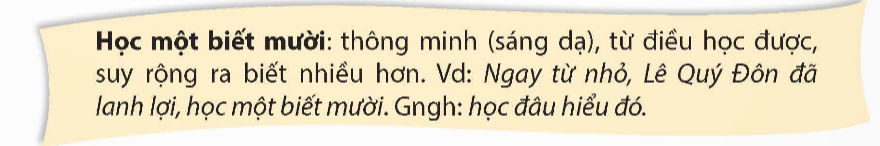 Học một biết mười: thông minh (sáng dạ), từ điều học được,
suy rộng ra biết nhiều hơn. Vd: Ngay từ nhỏ, Lê Quý Đôn đã
lanh lợi, học một biết mười. Gngh: học đâu hiểu đó.